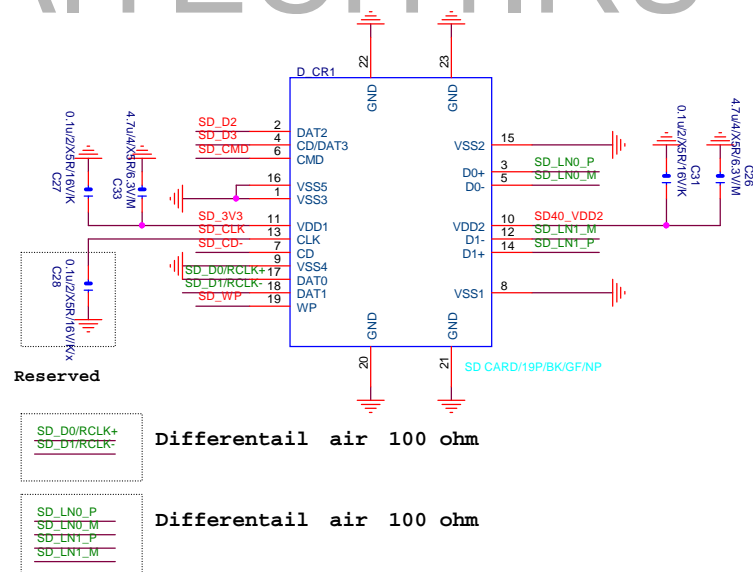 D_CR1
22
23
GND
GND
SD_D2
2
DAT2
SD_D3
4
CD/DAT3
SD_CMD
6
CMD
16
VSS5
1
VSS3
SD_3V3
11
VDD1
SD_CLK
13
CLK
SD_CD-
7
CD
9
VSS4
SD_D0/RCLK+
17
DAT0
SD_D1/RCLK-
18
DAT1
SD_WP
19
WP
VSS2
15
D0+
3
SD_LN0_P
D0-
5
SD_LN0_M
VDD2
10
SD40_VDD2
D1-
12
SD_LN1_M
D1+
14
SD_LN1_P
VSS1
8
GND
GND
20
21
SD CARD/19P/BK/GF/NP
0.1u/2/X5R/16V/K
C27
4.7u/4/X5R/6.3V/M
C33
0.1u/2/X5R/16V/K/x
C28
0.1u/2/X5R/16V/K
C31
4.7u/4/X5R/6.3V/M
C26
Reserved
SD_D0/RCLK+
SD_D1/RCLK-
Differentail air 100 ohm
SD_LN0_P
SD_LN0_M
SD_LN1_P
SD_LN1_M
Differentail air 100 ohm